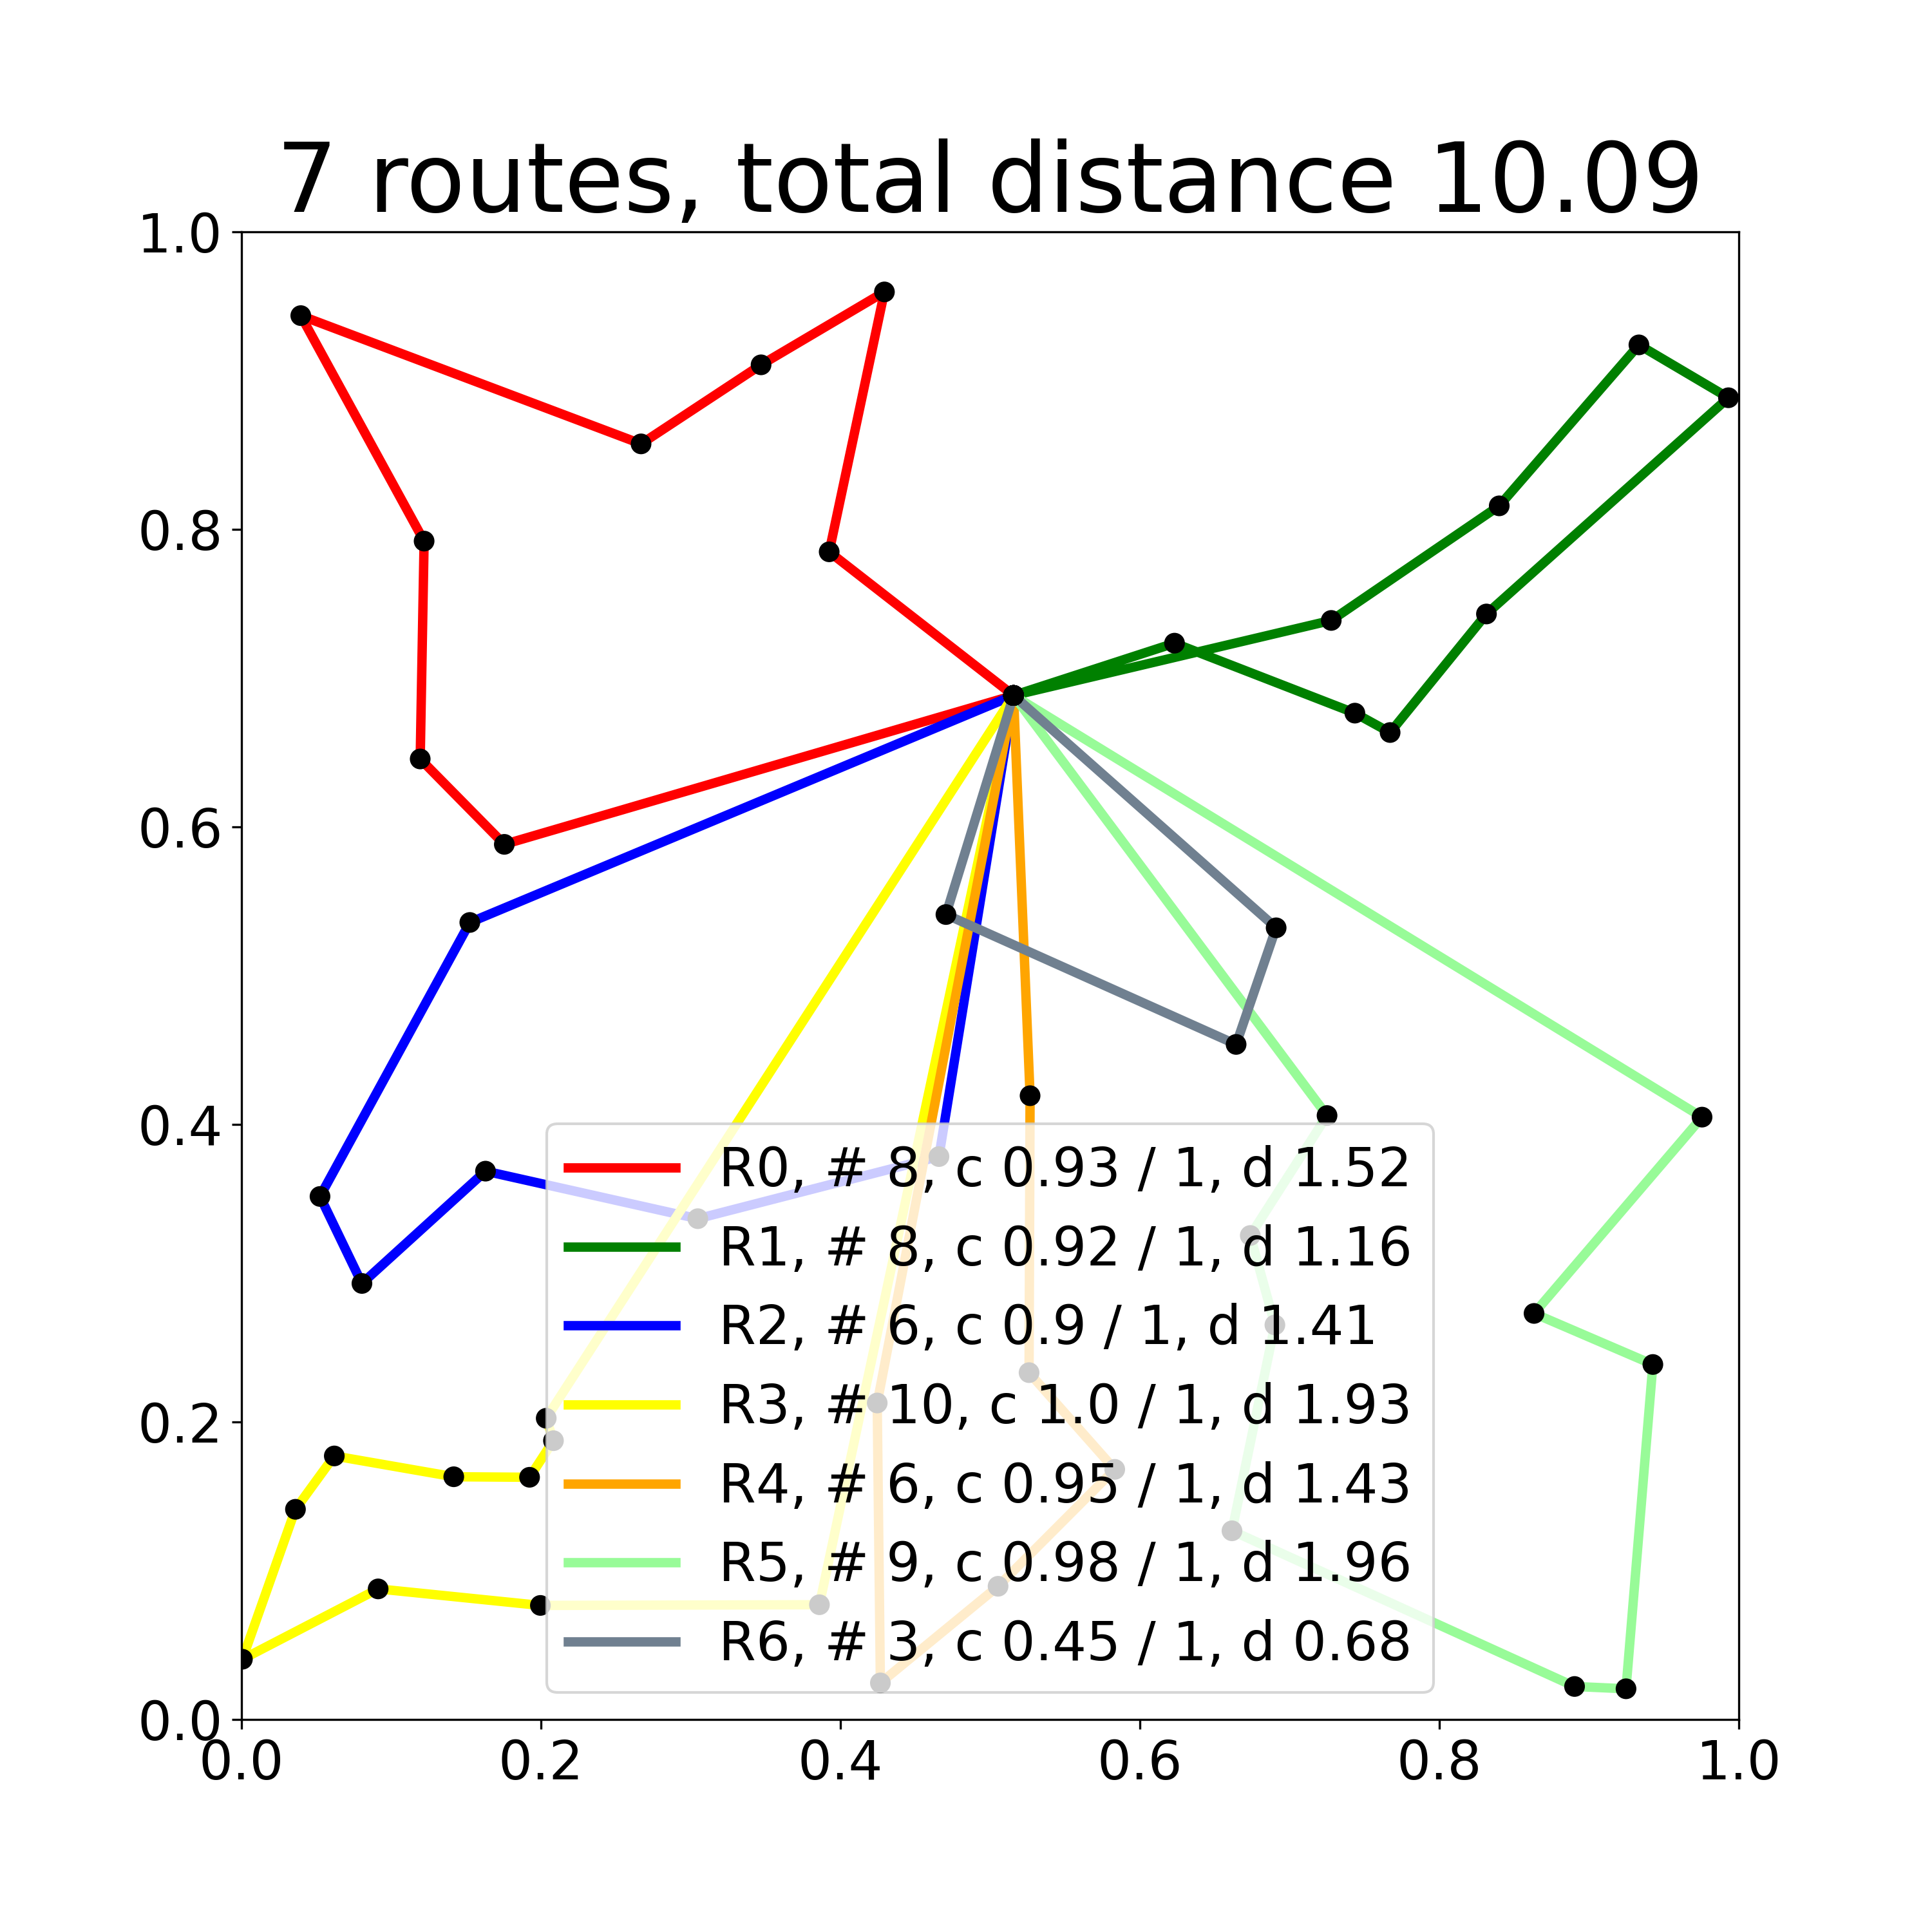 7 routes, total distance 10.09
1.0
0.8
0.6
0.4
0.2
0.0
R0, # 8, c 0.93 / 1, d 1.52
R1, # 8, c 0.92 / 1, d 1.16
R2, # 6, c 0.9 / 1, d 1.41
R3, # 10, c 1.0 / 1, d 1.93
R4, # 6, c 0.95 / 1, d 1.43
R5, # 9, c 0.98 / 1, d 1.96
R6, # 3, c 0.45 / 1, d 0.68
0.0 0.2 0.4 0.6 0.8 1.0